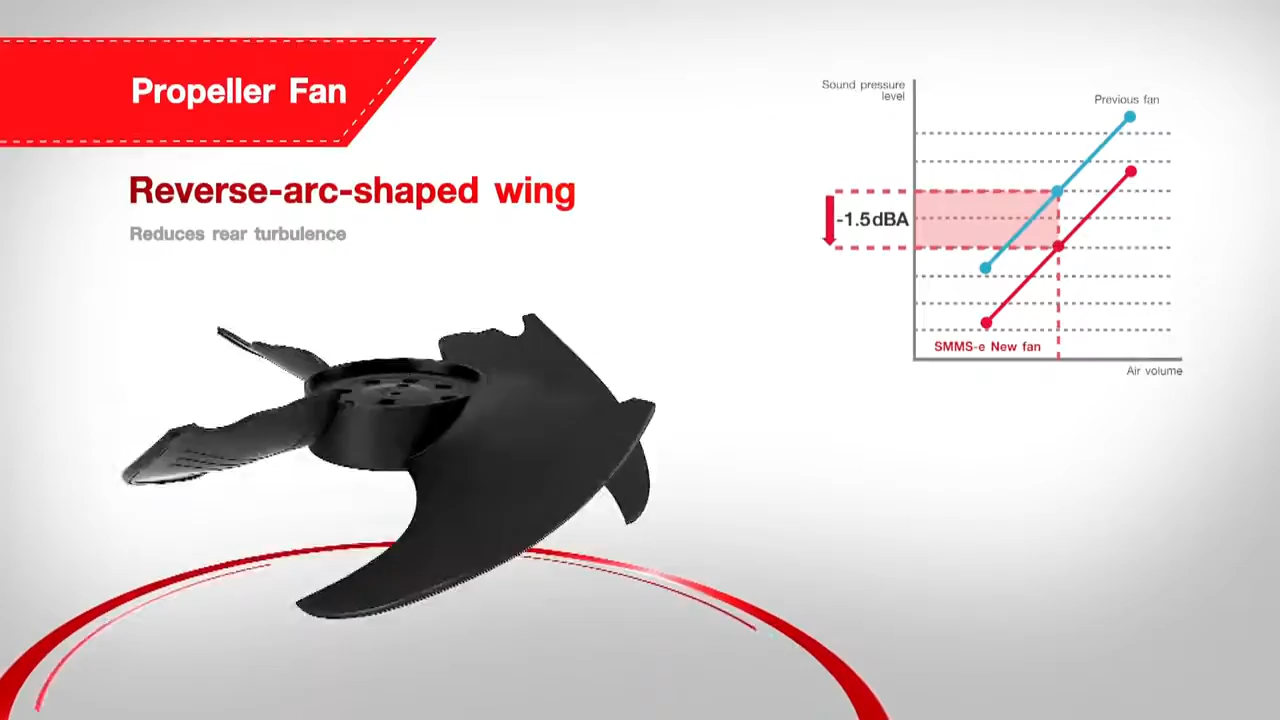 Propeller Fan
Reverse-arc-shaped wing
Reduces rear turbulence
Sound pressure
level
Previous fan
-1.5dBA
SMMS-e New fan
Air volume